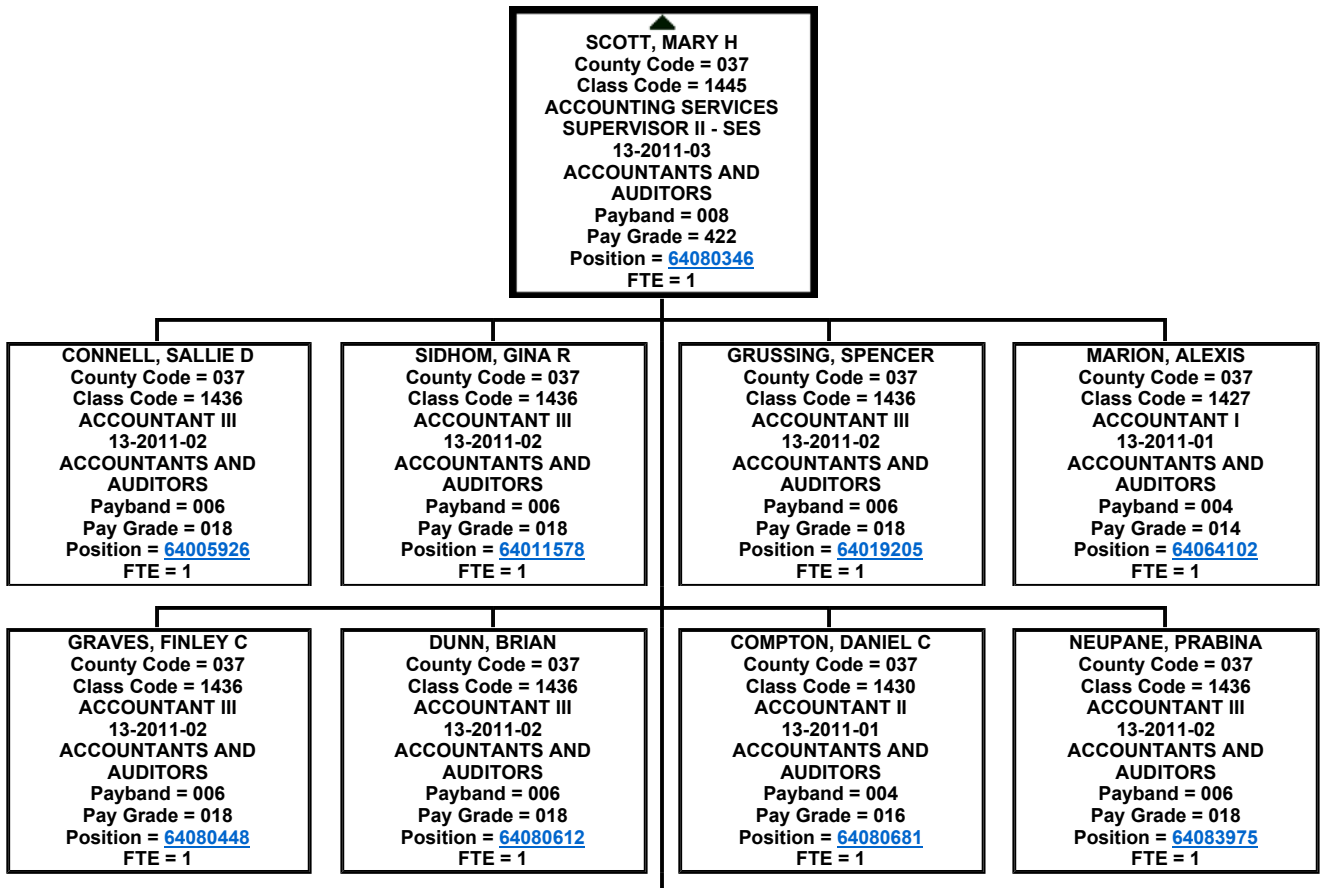 SCOTT, MARY H
County Code = 037
Class Code = 1445
ACCOUNTING SERVICES
SUPERVISOR II - SES
13-2011-03
ACCOUNTANTS AND
AUDITORS
Payband = 008
Pay Grade = 422
Position = 64080346
FTE = 1
CONNELL, SALLIE D
County Code = 037
Class Code = 1436
ACCOUNTANT III
13-2011-02
ACCOUNTANTS AND
AUDITORS
Payband = 006
Pay Grade = 018
Position = 64005926
FTE = 1
SIDHOM, GINA R
County Code = 037
Class Code = 1436
ACCOUNTANT III
13-2011-02
ACCOUNTANTS AND
AUDITORS
Payband = 006
Pay Grade = 018
Position = 64011578
FTE = 1
GRUSSING, SPENCER
County Code = 037
Class Code = 1436
ACCOUNTANT III
13-2011-02
ACCOUNTANTS AND
AUDITORS
Payband = 006
Pay Grade = 018
Position = 64019205
FTE = 1
MARION, ALEXIS
County Code = 037
Class Code = 1427
ACCOUNTANT I
13-2011-01
ACCOUNTANTS AND
AUDITORS
Payband = 004
Pay Grade = 014
Position = 64064102
FTE = 1
GRAVES, FINLEY C
County Code = 037
Class Code = 1436
ACCOUNTANT III
13-2011-02
ACCOUNTANTS AND
AUDITORS
Payband = 006
Pay Grade = 018
Position = 64080448
FTE = 1
DUNN, BRIAN
County Code = 037
Class Code = 1436
ACCOUNTANT III
13-2011-02
ACCOUNTANTS AND
AUDITORS
Payband = 006
Pay Grade = 018
Position = 64080612
FTE = 1
COMPTON, DANIEL C
County Code = 037
Class Code = 1430
ACCOUNTANT II
13-2011-01
ACCOUNTANTS AND
AUDITORS
Payband = 004
Pay Grade = 016
Position = 64080681
FTE = 1
NEUPANE, PRABINA
County Code = 037
Class Code = 1436
ACCOUNTANT III
13-2011-02
ACCOUNTANTS AND
AUDITORS
Payband = 006
Pay Grade = 018
Position = 64083975
FTE = 1